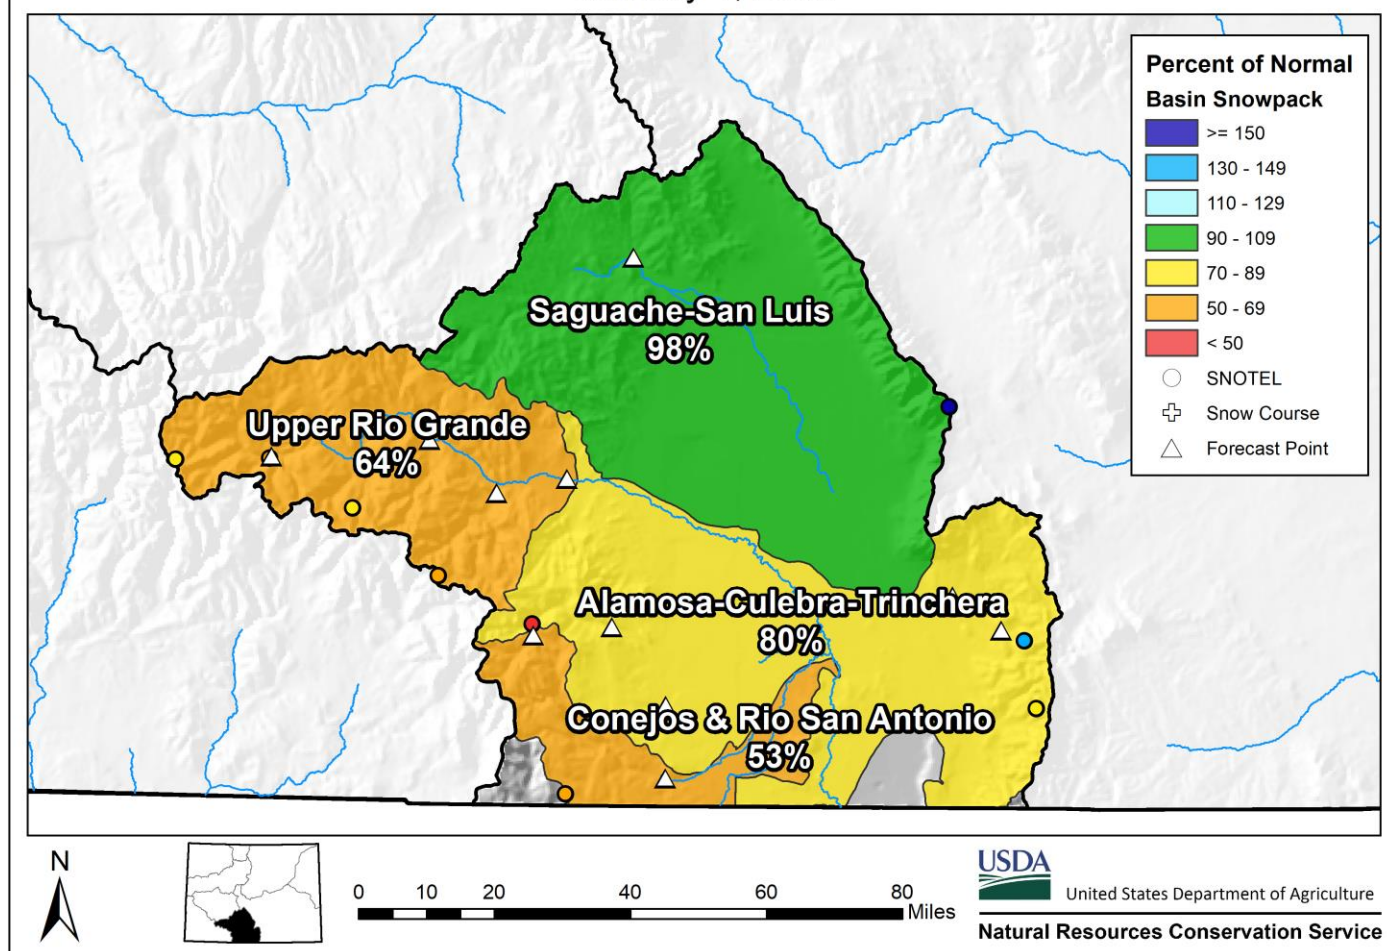 Percent of Normal
Basin Snowpack
>= 150
130 - 149
110 - 129
90 - 109
70 - 89
50 - 69
< 50
SNOTEL
Snow Course
Forecast Point
Saguache-San Luis
98%
Upper Rio Grande
64%
Alamosa-Culebra-Trinchera
80%
Conejos & Rio San Antonio
53%
N
0 10 20 40 60 80
Miles
USDA
United States Department of Agriculture
Natural Resources Conservation Service